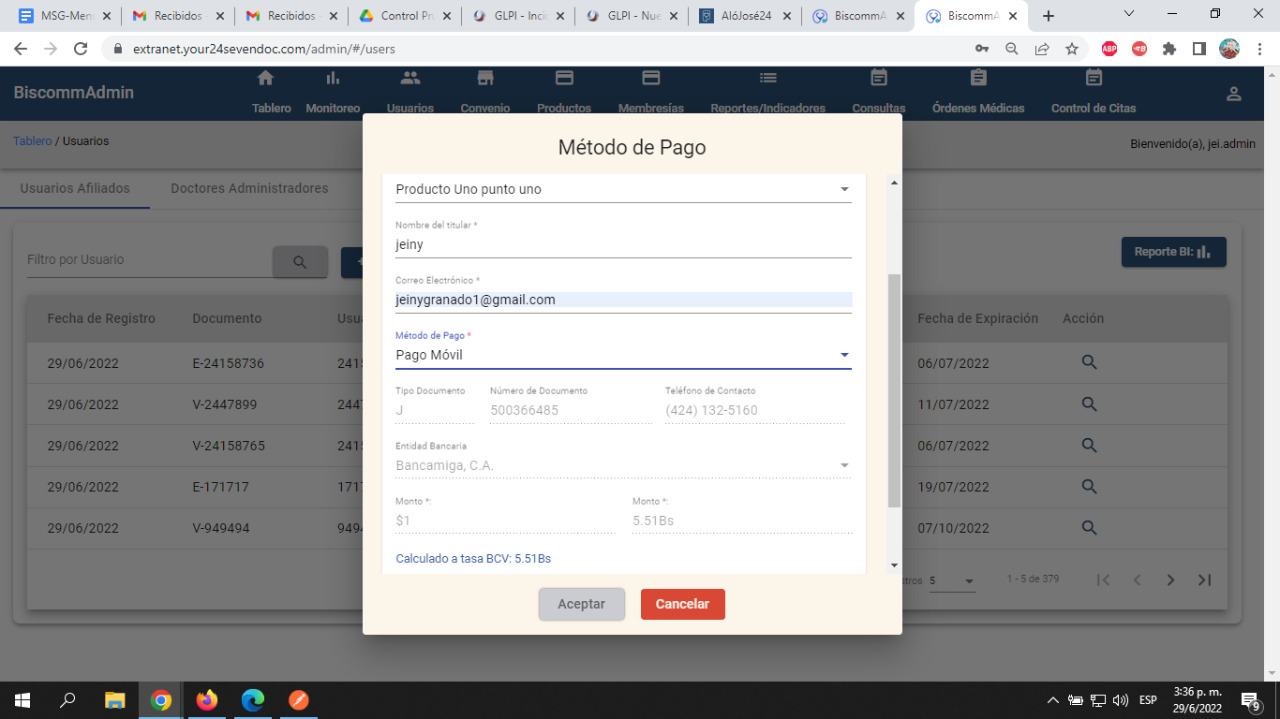 MSG-Men
Recibidos -
Recibidos -
Control Pr
GLPI - Inci
GLPI - Nue
AlóJosé24
BiscommA
BiscommA
extranet.your24sevendoc.com/admin/#/users
BiscommAdmin
Tablero Monitoreo Usuarios Convenio Productos Membresías Reportes/Indicadores Consultas Órdenes Médicas Control de Citas
Tablero / Usuarios
Bienvenido(a), jei.admin
Usuarios Afiliados Doctores Administradores
Filtro por Usuario
Reporte BI:
Fecha de Registro Documento Usu Fecha de Expiración Acción
29/06/2022 E-24158736 241 06/07/2022
29/06/2022 V-2447899 244 11/07/2022
29/06/2022 V-24158765 241 06/07/2022
29/06/2022 E-171717 171 19/07/2022
29/06/2022 V-949494 949 07/10/2022
tros 5 1 - 5 de 379
Método de Pago
Producto Uno punto uno
Nombre del titular *
jeiny
Correo Electrónico *
jeinygranado1@gmail.com
Método de Pago *
Pago Móvil
Tipo Documento Número de Documento Teléfono de Contacto
J 500366485 (424) 132-5160
Entidad Bancaria
Bancamiga, C.A.
Monto *: Monto *:
$1 5.51Bs
Calculado a tasa BCV: 5.51Bs
Aceptar Cancelar
ESP
3:36 p. m.
29/6/2022
9